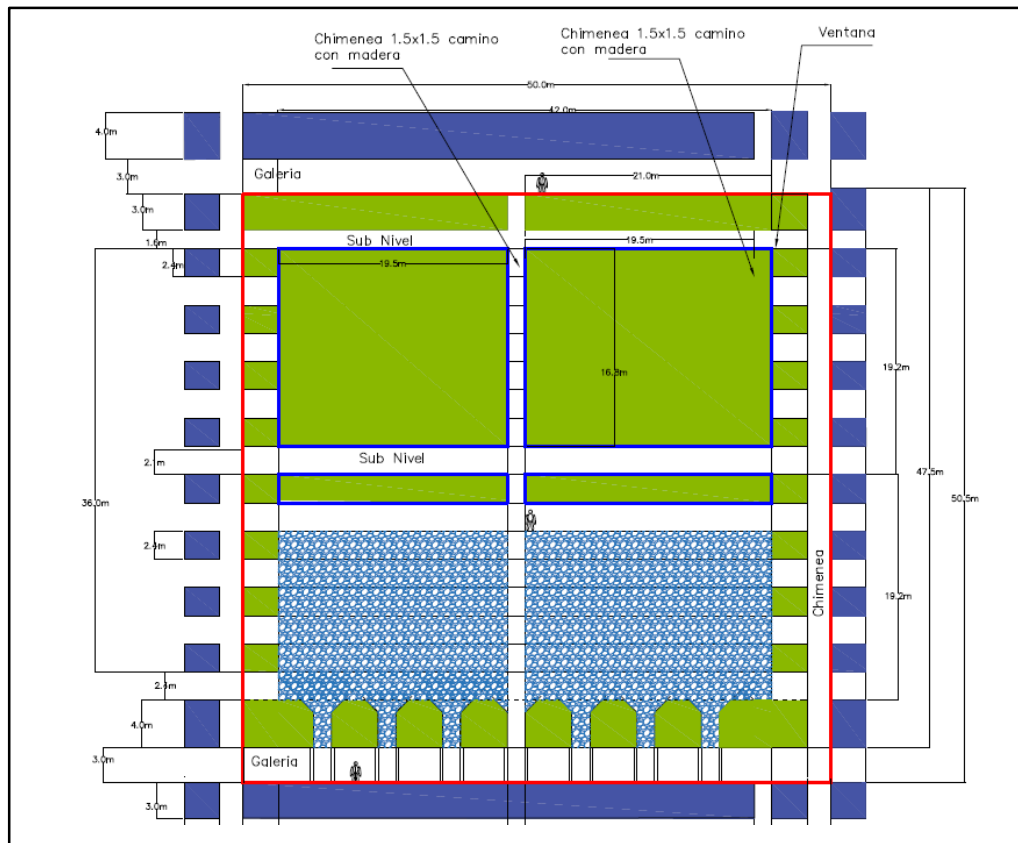 Chimenea 1.5x1.5 camino
con madera
Chimenea 1.5x1.5 camino
con madera
Ventana
50.0m
42.0m
4.0m
3.0m
Galeria
21.0m
3.0m
1.6m
Sub Nivel
19.5m
2.4m
19.5m
16.8m
19.2m
Sub Nivel
2.1m
47.5m
50.5m
36.0m
2.4m
Chimenea
19.2m
2.4m
4.0m
3.0m
Galeria
3.0m